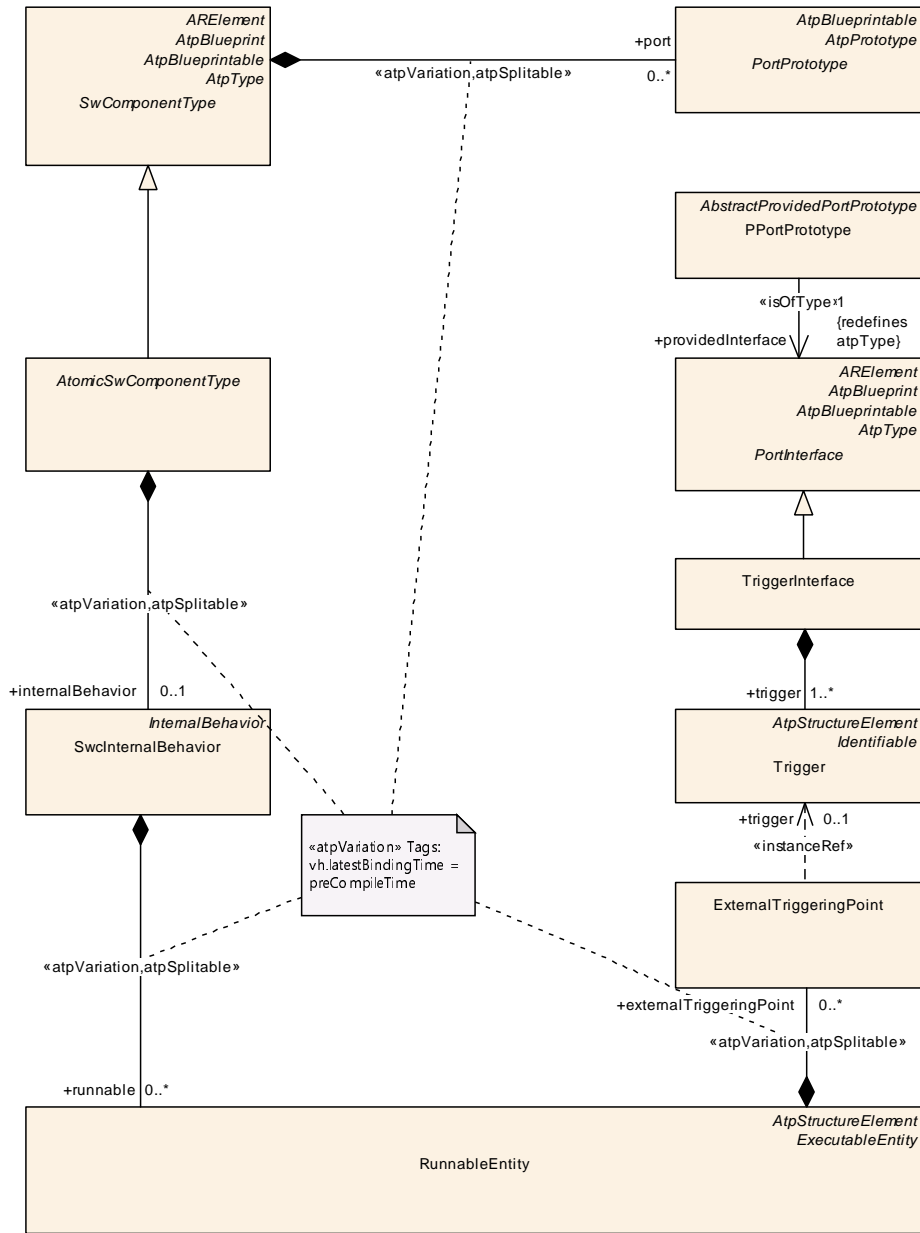 ARElement
AtpBlueprint
AtpBlueprintable
AtpType
SwComponentType
+port
«atpVariation,atpSplitable»
0..*
AtpBlueprintable
AtpPrototype
PortPrototype
AbstractProvidedPortPrototype
PPortPrototype
«isOfType» 1
{redefines
atpType}
+providedInterface
AtomicSwComponentType
ARElement
AtpBlueprint
AtpBlueprintable
AtpType
PortInterface
TriggerInterface
«atpVariation,atpSplitable»
+internalBehavior 0..1
+trigger 1..*
InternalBehavior
SwcInternalBehavior
AtpStructureElement
Identifiable
Trigger
+trigger 0..1
«instanceRef»
«atpVariation» Tags:
vh.latestBindingTime =
preCompileTime
ExternalTriggeringPoint
«atpVariation,atpSplitable»
+externalTriggeringPoint 0..*
«atpVariation,atpSplitable»
+runnable 0..*
AtpStructureElement
ExecutableEntity
RunnableEntity